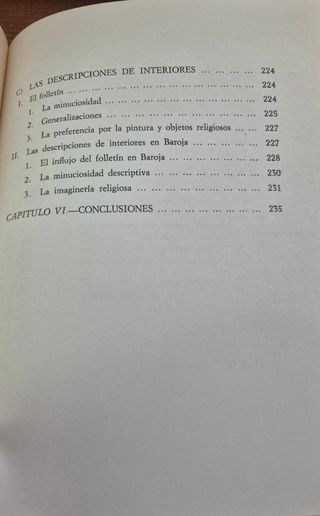 C) LAS DESCRIPCIONES DE INTERIORES ... ... ... ... 224
I. El folletín ... ... ... ... ... ... ... ... ... ... ... ... ... ... ... 224
1. La minuciosidad ... ... ... ... ... ... ... ... ... ... ... ... 224
2. Generalizaciones ... ... ... ... ... ... ... ... ... ... ... ... 225
3. La preferencia por la pintura y objetos religiosos ... ... 227
II. Las descripciones de interiores en Baroja ... ... ... ... ... 227
1. El influjo del folletín en Baroja ... ... ... ... ... ... ... 228
2. La minuciosidad descriptiva ... ... ... ... ... ... ... ... 230
3. La imaginería religiosa ... ... ... ... ... ... ... ... ... 231
CAPITULO VI.—CONCLUSIONES ... ... ... ... ... ... ... ... 235